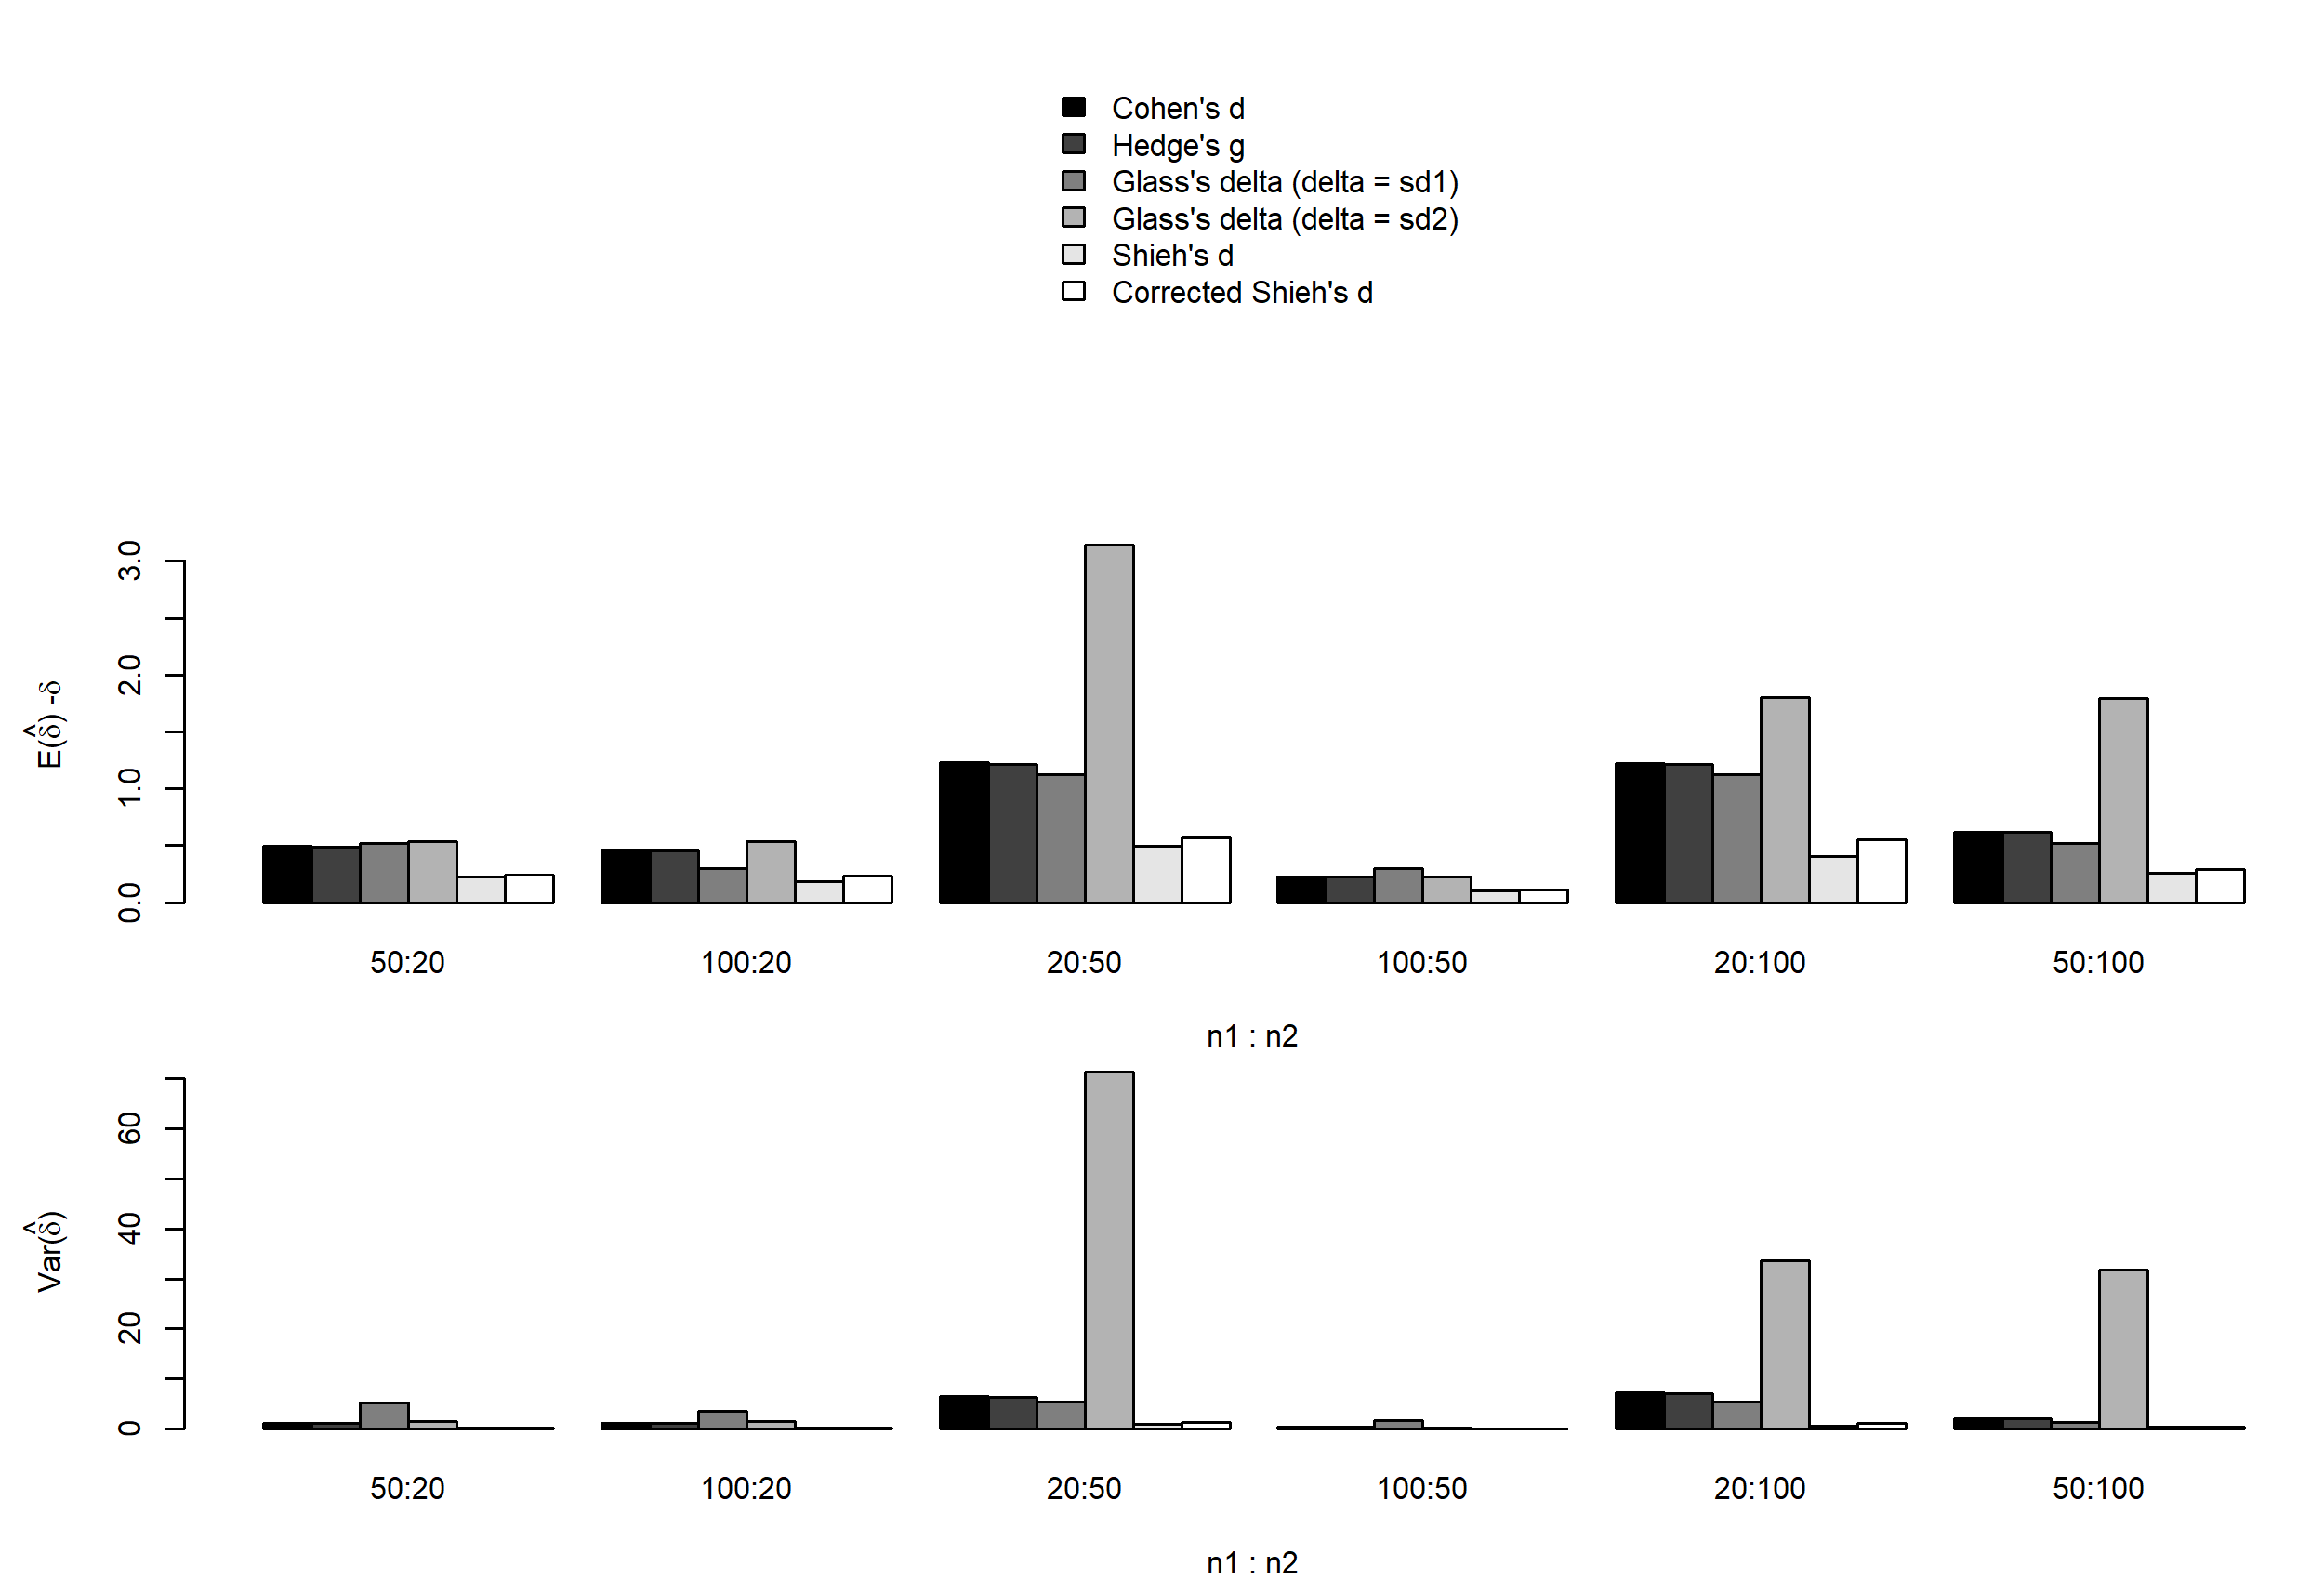 Cohen's d
Hedge's g
Glass's delta (delta = sd1)
Glass's delta (delta = sd2)
Shieh's d
Corrected Shieh's d
E(δ̂) -δ
3.0
2.0
1.0
0.0
50:20 100:20 20:50 100:50 20:100 50:100
n1 : n2
Var(δ̂)
60
40
20
0
50:20 100:20 20:50 100:50 20:100 50:100
n1 : n2